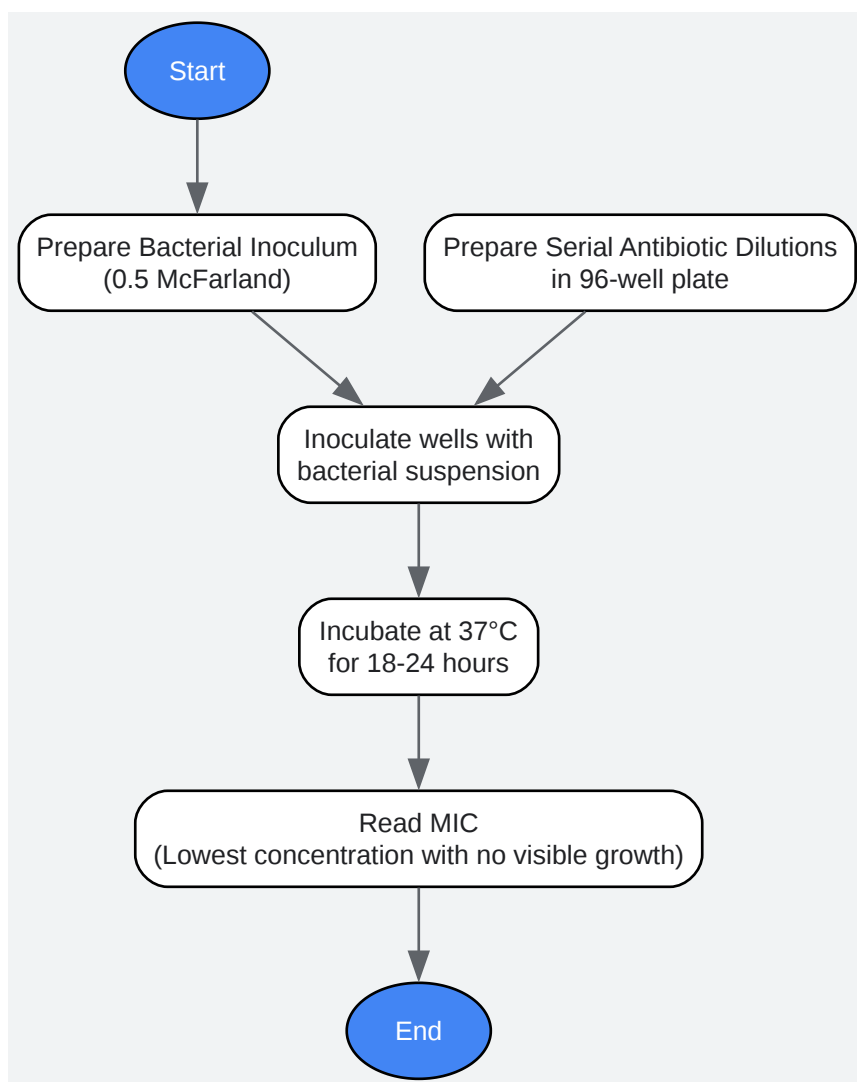 Start
Prepare Bacterial Inoculum
(0.5 McFarland)
Prepare Serial Antibiotic Dilutions
in 96-well plate
Inoculate wells with
bacterial suspension
Incubate at 37°C
for 18-24 hours
Read MIC
(Lowest concentration with no visible growth)
End